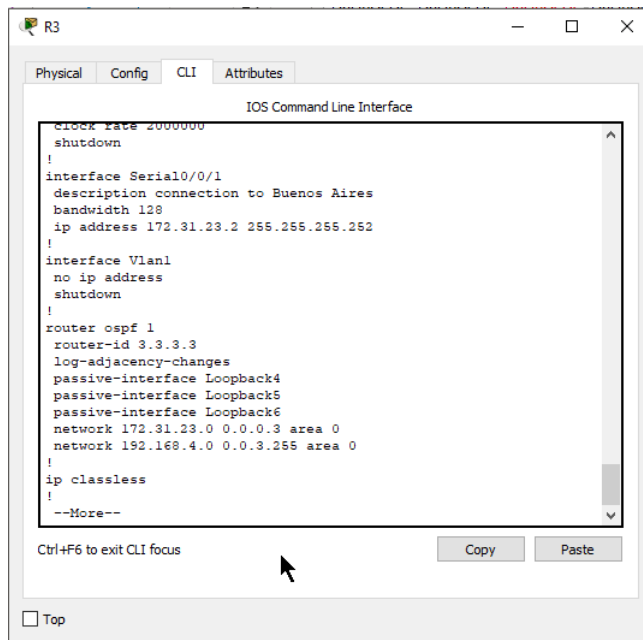 R3
Physical Config CLI Attributes
IOS Command Line Interface
clock rate 2000000
shutdown
!
interface Serial0/0/1
description connection to Buenos Aires
bandwidth 128
ip address 172.31.23.2 255.255.255.252
!
interface Vlan1
no ip address
shutdown
!
router ospf 1
router-id 3.3.3.3
log-adjacency-changes
passive-interface Loopback4
passive-interface Loopback5
passive-interface Loopback6
network 172.31.23.0 0.0.0.3 area 0
network 192.168.4.0 0.0.3.255 area 0
!
ip classless
!
--More--
Ctrl+F6 to exit CLI focus
Copy Paste
Top